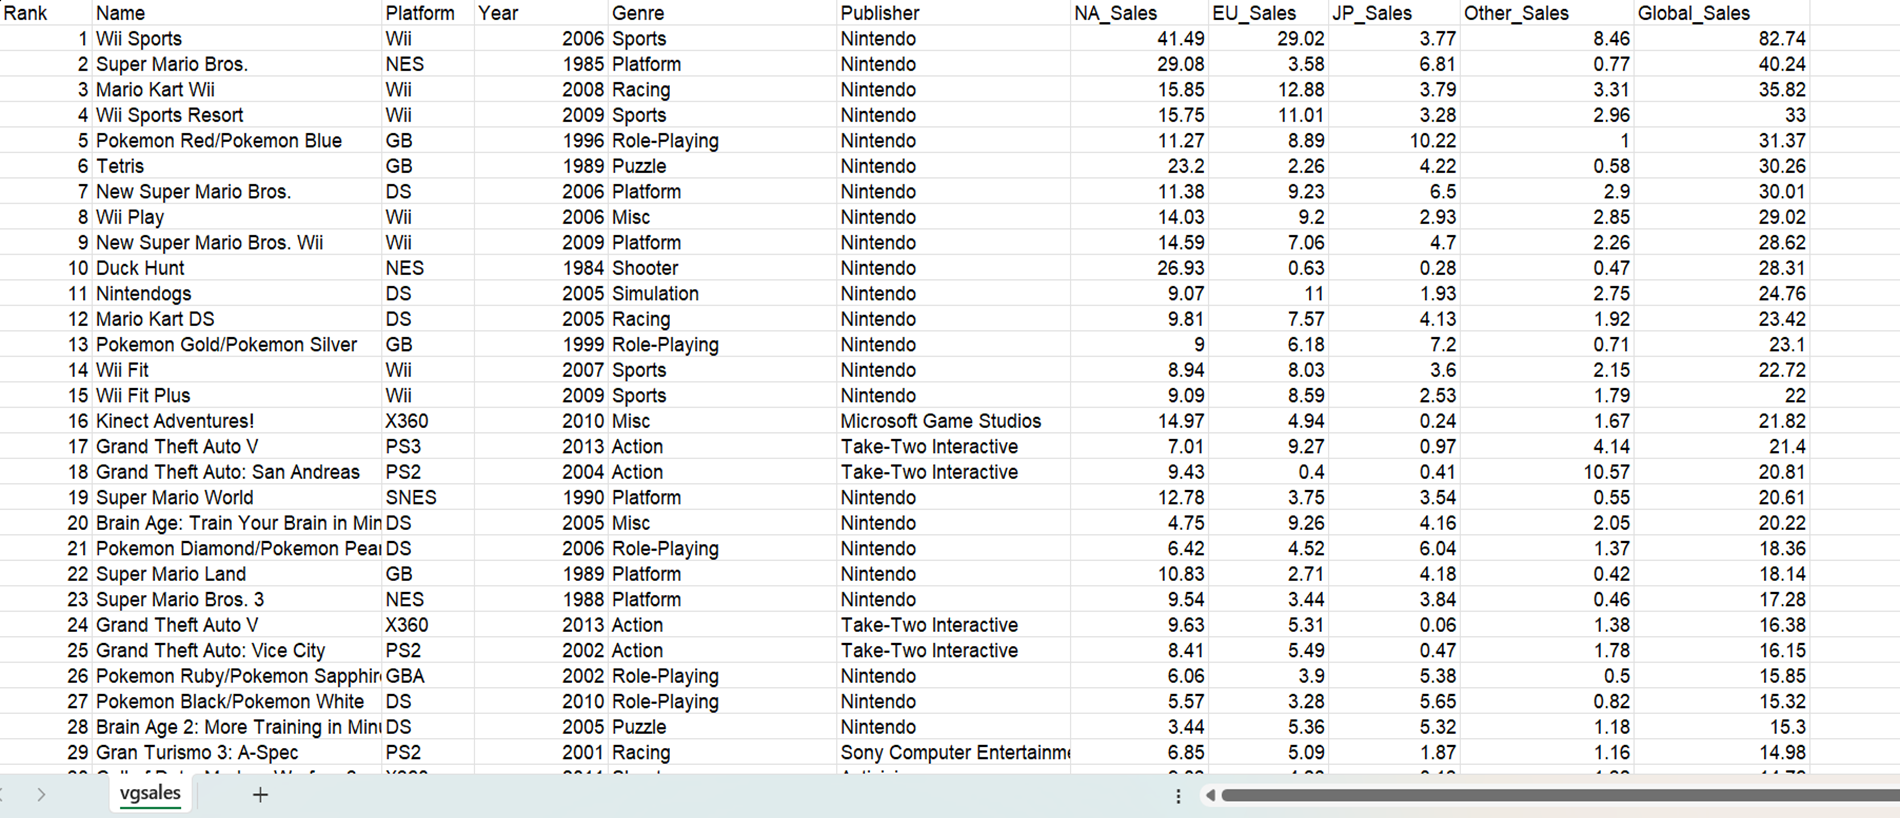 Rank Name Platform Year Genre Publisher NA_Sales EU_Sales JP_Sales Other_Sales Global_Sales
1 Wii Sports Wii 2006 Sports Nintendo 41.49 29.02 3.77 8.46 82.74
2 Super Mario Bros. NES 1985 Platform Nintendo 29.08 3.58 6.81 0.77 40.24
3 Mario Kart Wii Wii 2008 Racing Nintendo 15.85 12.88 3.79 3.31 35.82
4 Wii Sports Resort Wii 2009 Sports Nintendo 15.75 11.01 3.28 2.96 33
5 Pokemon Red/Pokemon Blue GB 1996 Role-Playing Nintendo 11.27 8.89 10.22 1 31.37
6 Tetris GB 1989 Puzzle Nintendo 23.2 2.26 4.22 0.58 30.26
7 New Super Mario Bros. DS 2006 Platform Nintendo 11.38 9.23 6.5 2.9 30.01
8 Wii Play Wii 2006 Misc Nintendo 14.03 9.2 2.93 2.85 29.02
9 New Super Mario Bros. Wii Wii 2009 Platform Nintendo 14.59 7.06 4.7 2.26 28.62
10 Duck Hunt NES 1984 Shooter Nintendo 26.93 0.63 0.28 0.47 28.31
11 Nintendogs DS 2005 Simulation Nintendo 9.07 11 1.93 2.75 24.76
12 Mario Kart DS DS 2005 Racing Nintendo 9.81 7.57 4.13 1.92 23.42
13 Pokemon Gold/Pokemon Silver GB 1999 Role-Playing Nintendo 9 6.18 7.2 0.71 23.1
14 Wii Fit Wii 2007 Sports Nintendo 8.94 8.03 3.6 2.15 22.72
15 Wii Fit Plus Wii 2009 Sports Nintendo 9.09 8.59 2.53 1.79 22
16 Kinect Adventures! X360 2010 Misc Microsoft Game Studios 14.97 4.94 0.24 1.67 21.82
17 Grand Theft Auto V PS3 2013 Action Take-Two Interactive 7.01 9.27 0.97 4.14 21.4
18 Grand Theft Auto: San Andreas PS2 2004 Action Take-Two Interactive 9.43 0.4 0.41 10.57 20.81
19 Super Mario World SNES 1990 Platform Nintendo 12.78 3.75 3.54 0.55 20.61
20 Brain Age: Train Your Brain in Min DS 2005 Misc Nintendo 4.75 9.26 4.16 2.05 20.22
21 Pokemon Diamond/Pokemon Pear DS 2006 Role-Playing Nintendo 6.42 4.52 6.04 1.37 18.36
22 Super Mario Land GB 1989 Platform Nintendo 10.83 2.71 4.18 0.42 18.14
23 Super Mario Bros. 3 NES 1988 Platform Nintendo 9.54 3.44 3.84 0.46 17.28
24 Grand Theft Auto V X360 2013 Action Take-Two Interactive 9.63 5.31 0.06 1.38 16.38
25 Grand Theft Auto: Vice City PS2 2002 Action Take-Two Interactive 8.41 5.49 0.47 1.78 16.15
26 Pokemon Ruby/Pokemon Sapphir GBA 2002 Role-Playing Nintendo 6.06 3.9 5.38 0.5 15.85
27 Pokemon Black/Pokemon White DS 2010 Role-Playing Nintendo 5.57 3.28 5.65 0.82 15.32
28 Brain Age 2: More Training in Minu DS 2005 Puzzle Nintendo 3.44 5.36 5.32 1.18 15.3
29 Gran Turismo 3: A-Spec PS2 2001 Racing Sony Computer Entertainme 6.85 5.09 1.87 1.16 14.98
vgsales